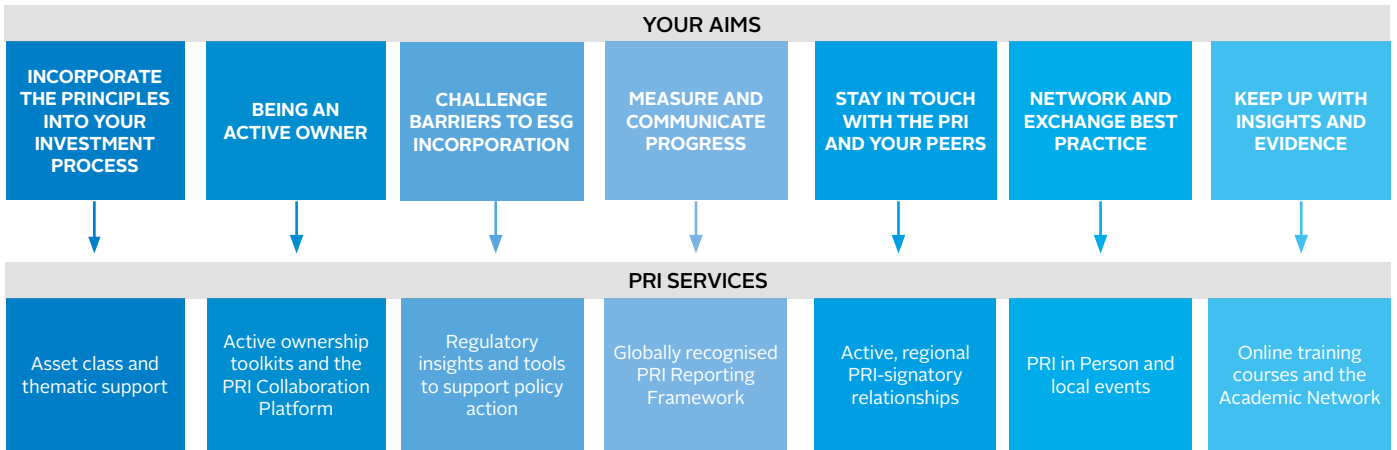 YOUR AIMS
INCORPORATE
THE PRINCIPLES
INTO YOUR
INVESTMENT
PROCESS
BEING AN
ACTIVE OWNER
CHALLENGE
BARRIERS TO ESG
INCORPORATION
MEASURE AND
COMMUNICATE
PROGRESS
STAY IN TOUCH
WITH THE PRI
AND YOUR PEERS
NETWORK AND
EXCHANGE BEST
PRACTICE
KEEP UP WITH
INSIGHTS AND
EVIDENCE
PRI SERVICES
Asset class and
thematic support
Active ownership
toolkits and the
PRI Collaboration
Platform
Regulatory
insights and tools
to support policy
action
Globally recognised
PRI Reporting
Framework
Active, regional
PRI-signatory
relationships
PRI in Person and
local events
Online training
courses and the
Academic Network